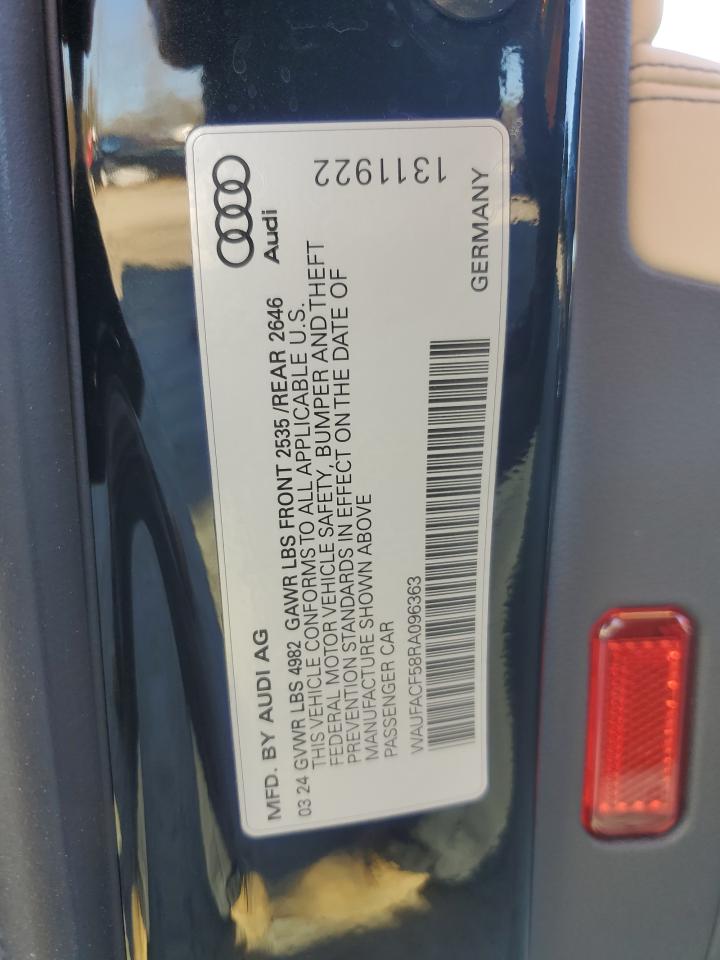 MFD. BY AUDI AG
Audi
03 24 GVWR LBS 4982 GAWR LBS FRONT 2535 /REAR 2646
THIS VEHICLE CONFORMS TO ALL APPLICABLE U.S.
FEDERAL MOTOR VEHICLE SAFETY, BUMPER AND THEFT
PREVENTION STANDARDS IN EFFECT ON THE DATE OF
MANUFACTURE SHOWN ABOVE
PASSENGER CAR
WAUFACF58RA096363
GERMANY
1311922